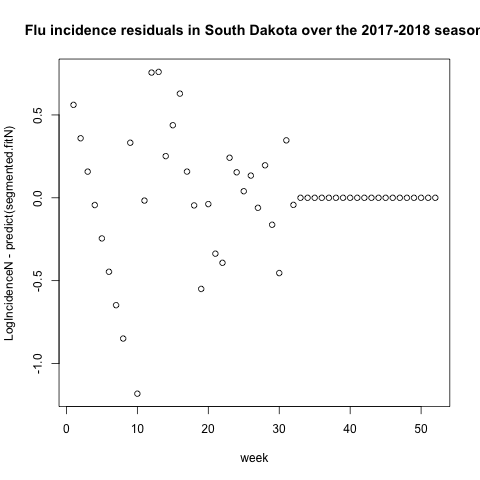 Flu incidence residuals in South Dakota over the 2017-2018 season
LogIncidenceN - predict(segmented.fitN)
0.5
0.0
-0.5
-1.0
0 10 20 30 40 50
week